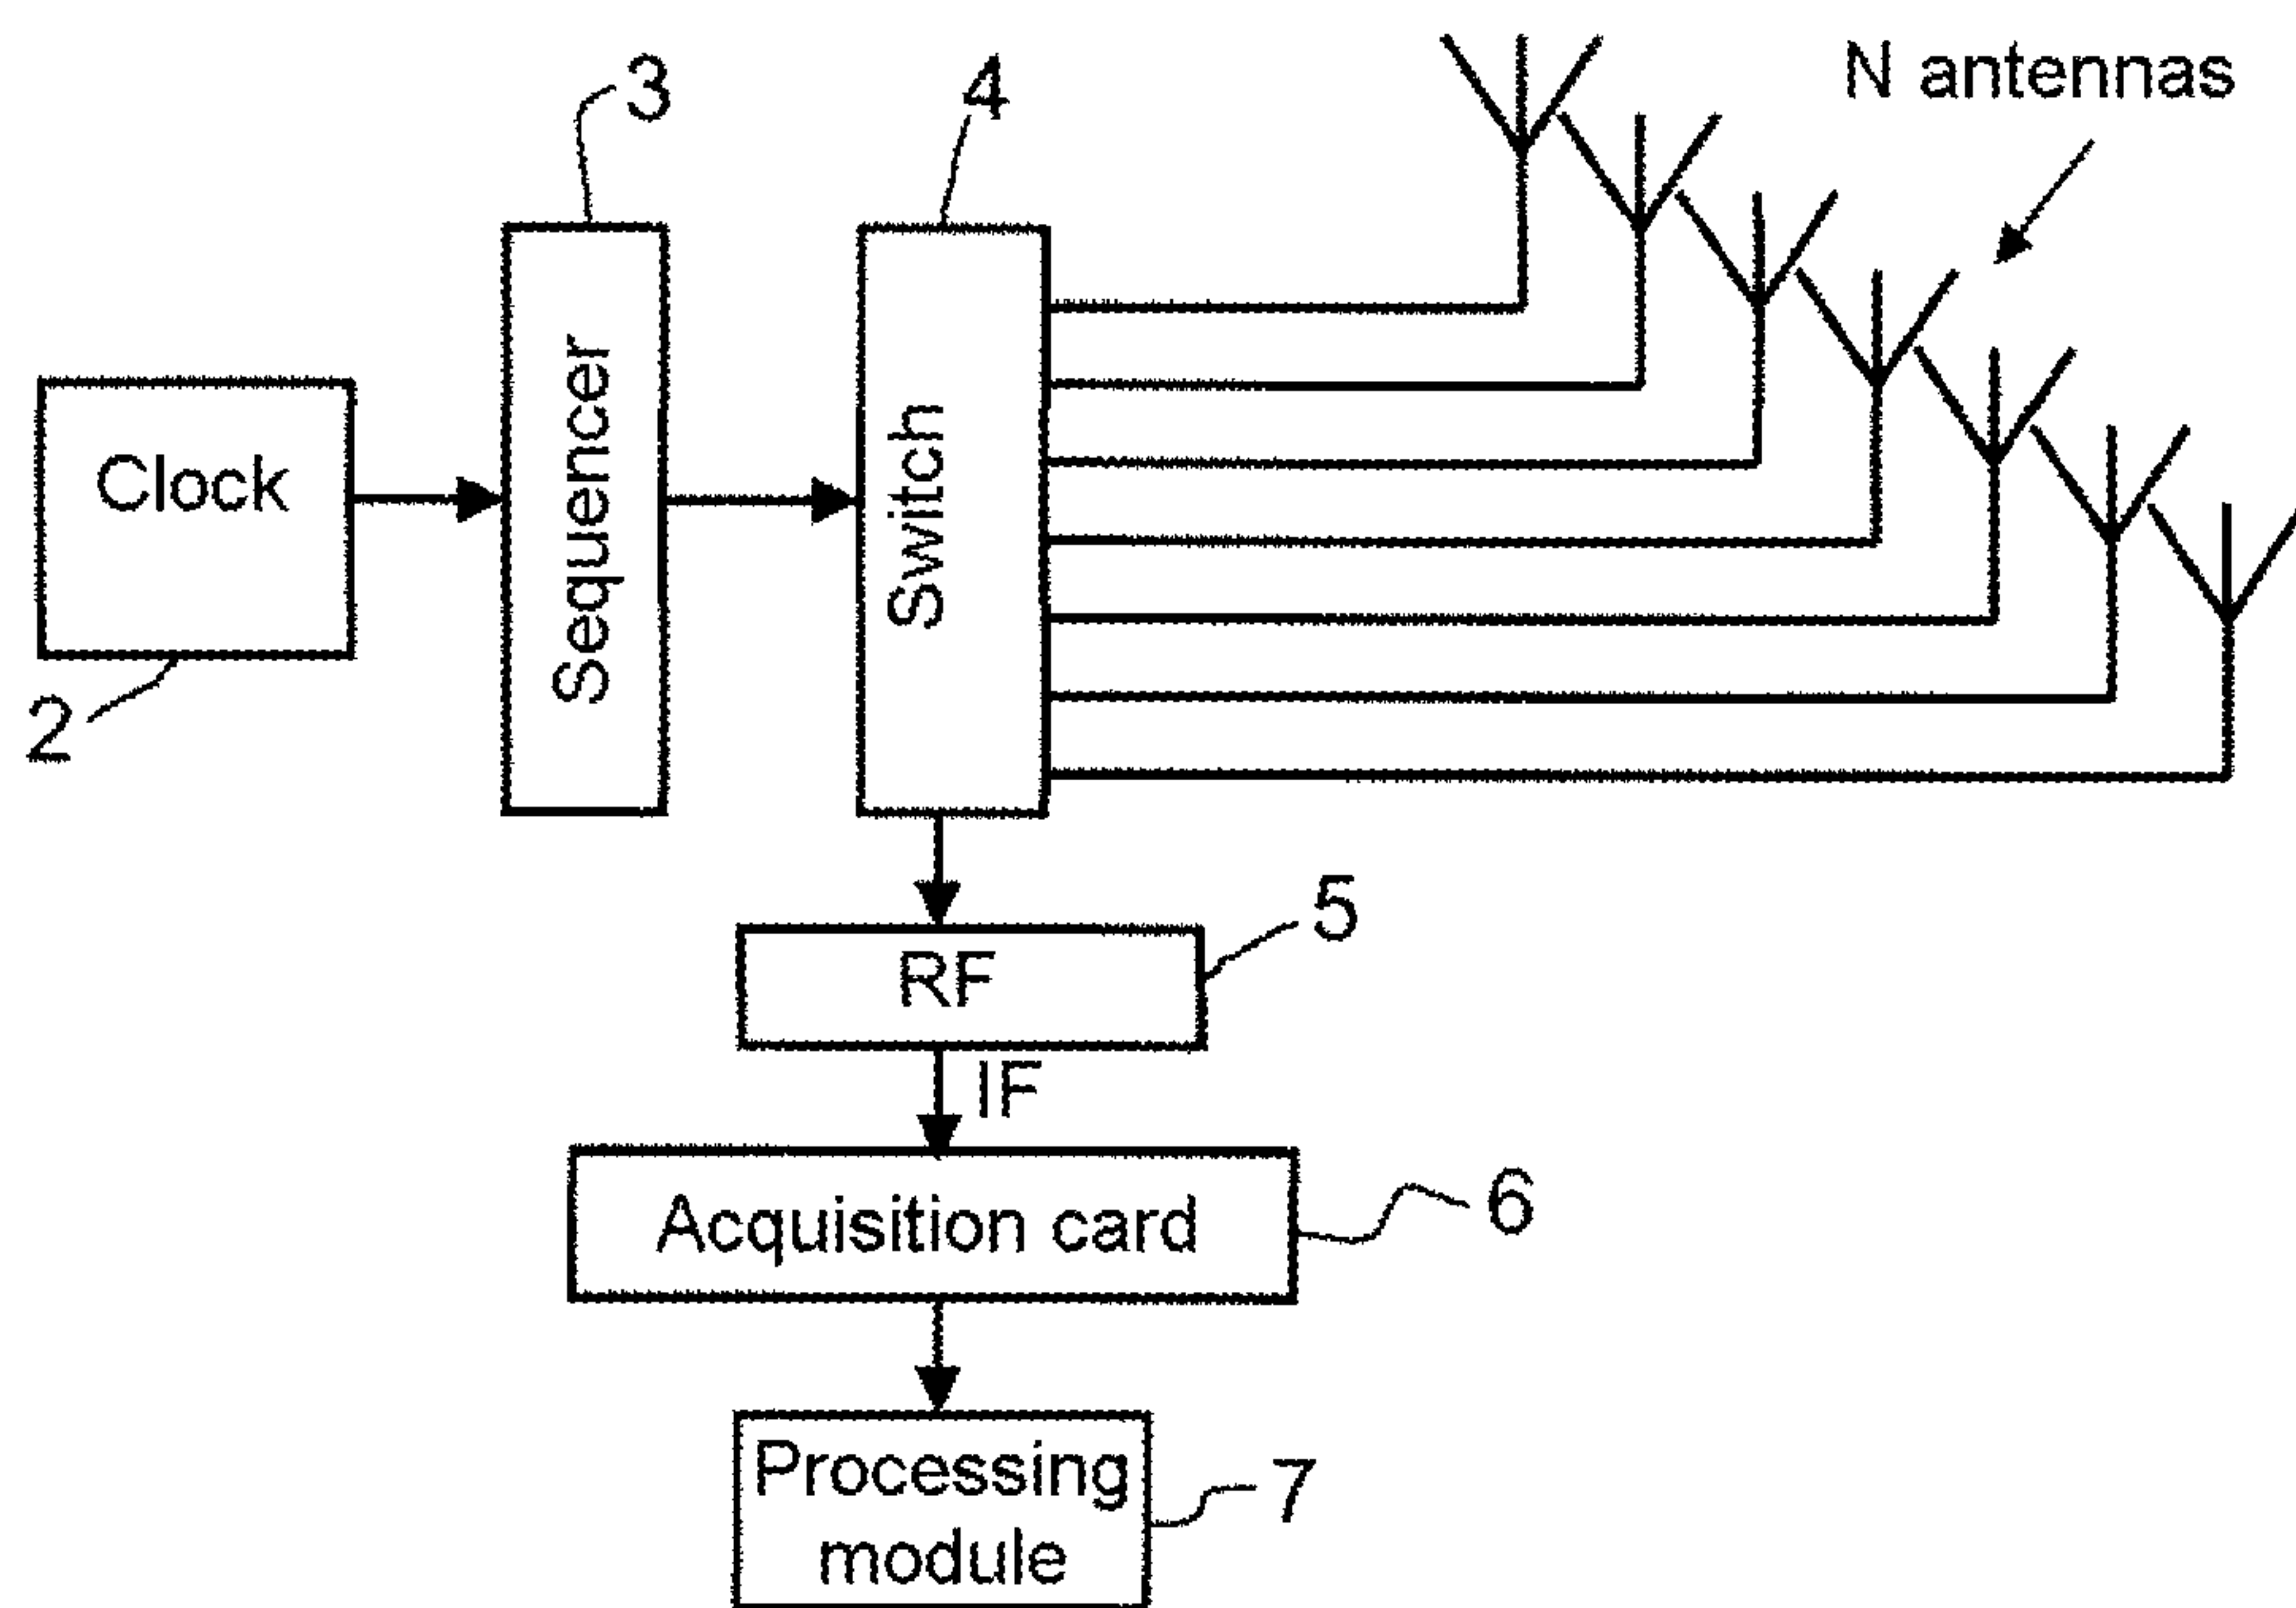 3
4
N antennas
Clock
Sequencer
Switch
2
RF
5
IF
Acquisition card
6
Processing
module
7